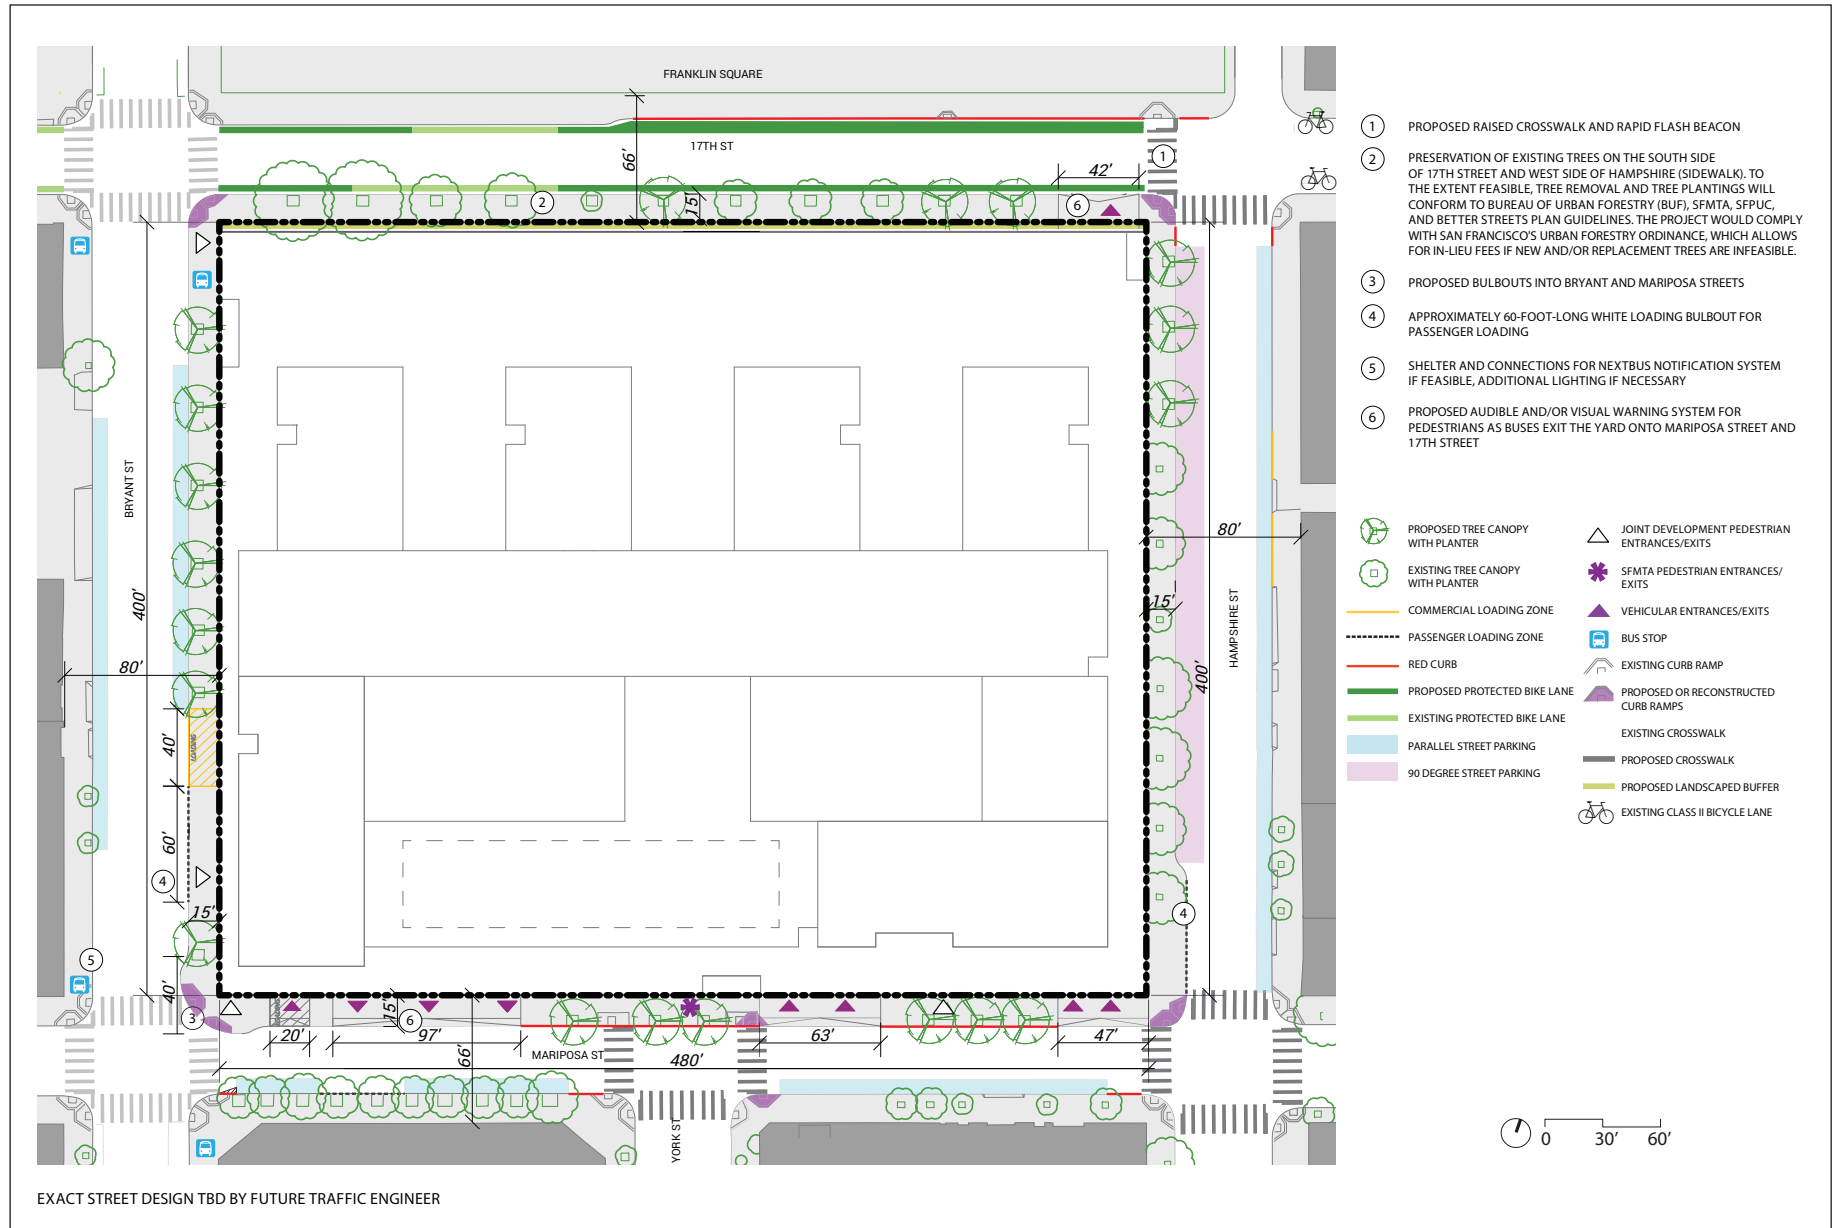 FRANKLIN SQUARE
17TH ST
66'
15'
42'
1
2
6
BRYANT ST
400'
80'
40'
LOADING
60'
4
15'
5
40'
3
80'
15'
HAMPSHIRE ST
400'
4
20'
15'
6
97'
66'
MARIPOSA ST
480'
63'
47'
YORK ST
1 PROPOSED RAISED CROSSWALK AND RAPID FLASH BEACON
2 PRESERVATION OF EXISTING TREES ON THE SOUTH SIDE
OF 17TH STREET AND WEST SIDE OF HAMPSHIRE (SIDEWALK). TO
THE EXTENT FEASIBLE, TREE REMOVAL AND TREE PLANTINGS WILL
CONFORM TO BUREAU OF URBAN FORESTRY (BUF), SFMTA, SFPUC,
AND BETTER STREETS PLAN GUIDELINES. THE PROJECT WOULD COMPLY
WITH SAN FRANCISCO'S URBAN FORESTRY ORDINANCE, WHICH ALLOWS
FOR IN-LIEU FEES IF NEW AND/OR REPLACEMENT TREES ARE INFEASIBLE.
3 PROPOSED BULBOUTS INTO BRYANT AND MARIPOSA STREETS
4 APPROXIMATELY 60-FOOT-LONG WHITE LOADING BULBOUT FOR
PASSENGER LOADING
5 SHELTER AND CONNECTIONS FOR NEXTBUS NOTIFICATION SYSTEM
IF FEASIBLE, ADDITIONAL LIGHTING IF NECESSARY
6 PROPOSED AUDIBLE AND/OR VISUAL WARNING SYSTEM FOR
PEDESTRIANS AS BUSES EXIT THE YARD ONTO MARIPOSA STREET AND
17TH STREET
PROPOSED TREE CANOPY
WITH PLANTER
EXISTING TREE CANOPY
WITH PLANTER
COMMERCIAL LOADING ZONE
PASSENGER LOADING ZONE
RED CURB
PROPOSED PROTECTED BIKE LANE
EXISTING PROTECTED BIKE LANE
PARALLEL STREET PARKING
90 DEGREE STREET PARKING
JOINT DEVELOPMENT PEDESTRIAN
ENTRANCES/EXITS
SFMTA PEDESTRIAN ENTRANCES/
EXITS
VEHICULAR ENTRANCES/EXITS
BUS STOP
EXISTING CURB RAMP
PROPOSED OR RECONSTRUCTED
CURB RAMPS
EXISTING CROSSWALK
PROPOSED CROSSWALK
PROPOSED LANDSCAPED BUFFER
EXISTING CLASS II BICYCLE LANE
0 30' 60'
EXACT STREET DESIGN TBD BY FUTURE TRAFFIC ENGINEER